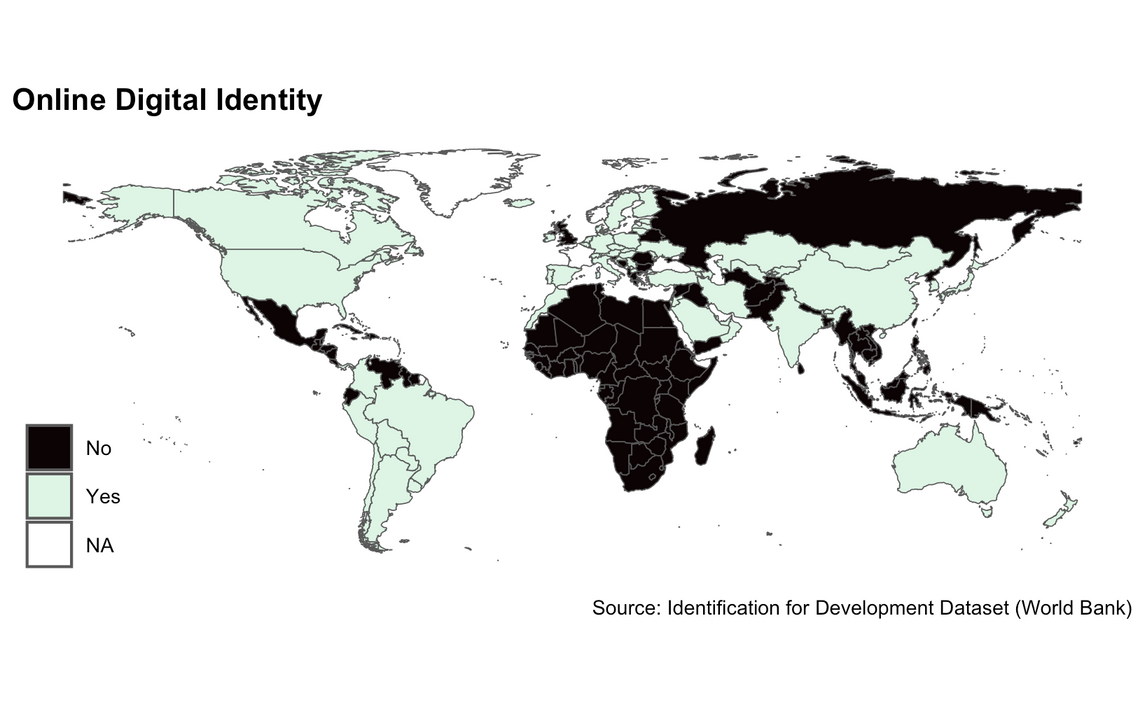 Online Digital Identity
No
Yes
NA
Source: Identification for Development Dataset (World Bank)